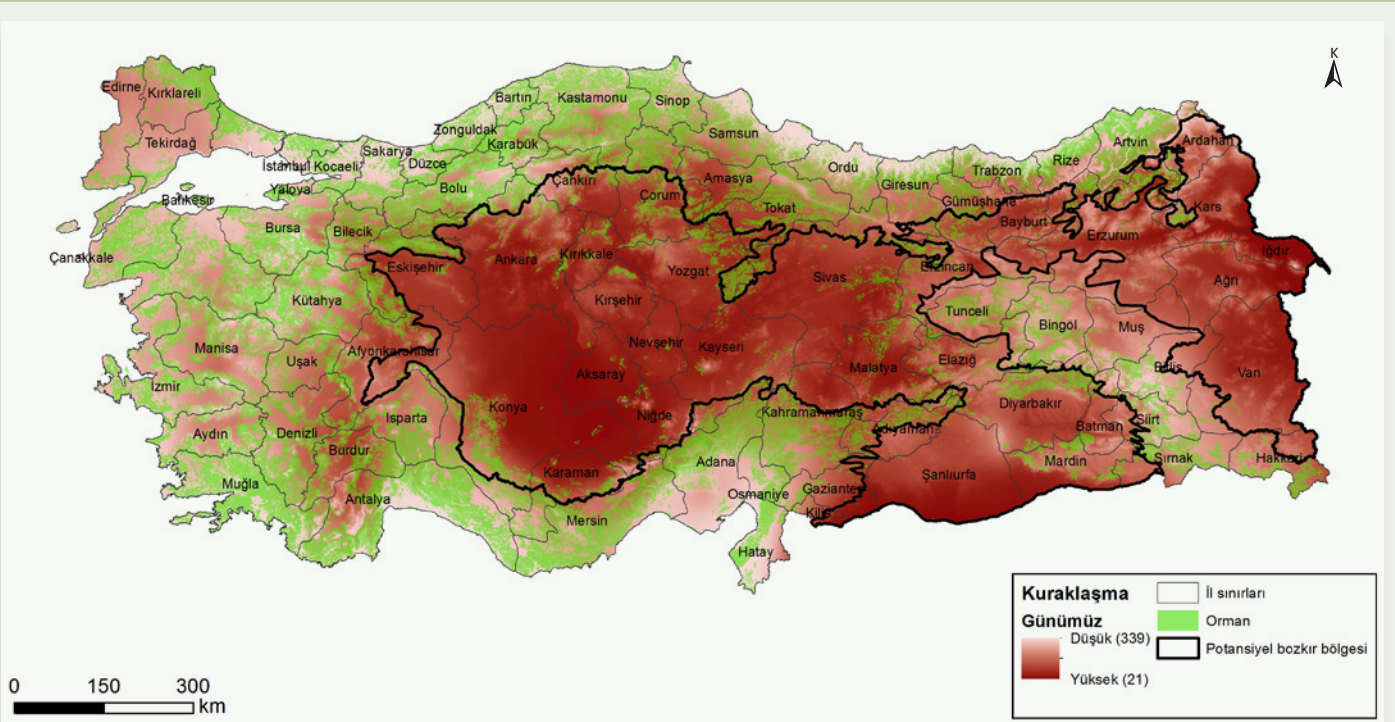 K
Edirne
Kırklareli
Tekirdağ
İstanbul
Kocaeli
Yalova
Sakarya
Düzce
Zonguldak
Bartın
Karabük
Kastamonu
Sinop
Samsun
Bolu
Çankırı
Çorum
Amasya
Tokat
Ordu
Giresun
Trabzon
Rize
Artvin
Ardahan
Gümüşhane
Bayburt
Erzurum
Kars
Iğdır
Balıkesir
Çanakkale
Bursa
Bilecik
Eskişehir
Ankara
Kırıkkale
Yozgat
Sivas
Erzincan
Ağrı
Kütahya
Kırşehir
Tunceli
Bingöl
Muş
Manisa
Uşak
Afyonkarahisar
Nevşehir
Kayseri
Malatya
Elazığ
Bitlis
Van
İzmir
Aksaray
Konya
Niğde
Isparta
Kahramanmaraş
Adıyaman
Diyarbakır
Batman
Siirt
Aydın
Denizli
Burdur
Karaman
Adana
Mardin
Şırnak
Hakkari
Muğla
Antalya
Mersin
Osmaniye
Gaziantep
Şanlıurfa
Kilis
Hatay
Kuraklaşma
Günümüz
Düşük (339)
Yüksek (21)
İl sınırları
Orman
Potansiyel bozkır bölgesi
0 150 300
km